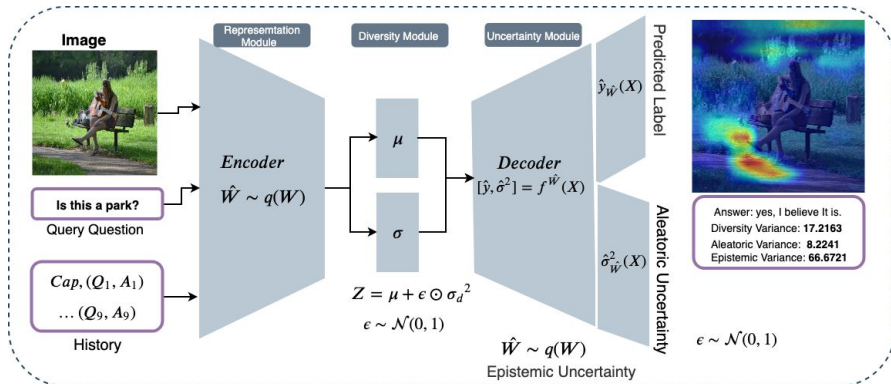 Represemtation
Module
Diversity Module
Uncertainty Module
Image
Is this a park?
Query Question
Cap, (Q₁, A₁)
… (Q₉, A₉)
History
Encoder
Ŵ ∼ q(W)
μ
σ
Z = μ + ϵ ⊙ σ_d²
ϵ ∼ 𝒩(0, 1)
Decoder
[ŷ, σ̂²] = f^Ŵ(X)
Ŵ ∼ q(W)
Epistemic Uncertainty
ŷ_Ŵ(X)
Predicted Label
σ̂²_Ŵ(X)
Aleatoric Uncertainty
Answer: yes, I believe It is.
Diversity Variance: 17.2163
Aleatoric Variance: 8.2241
Epistemic Variance: 66.6721
ϵ ∼ 𝒩(0, 1)